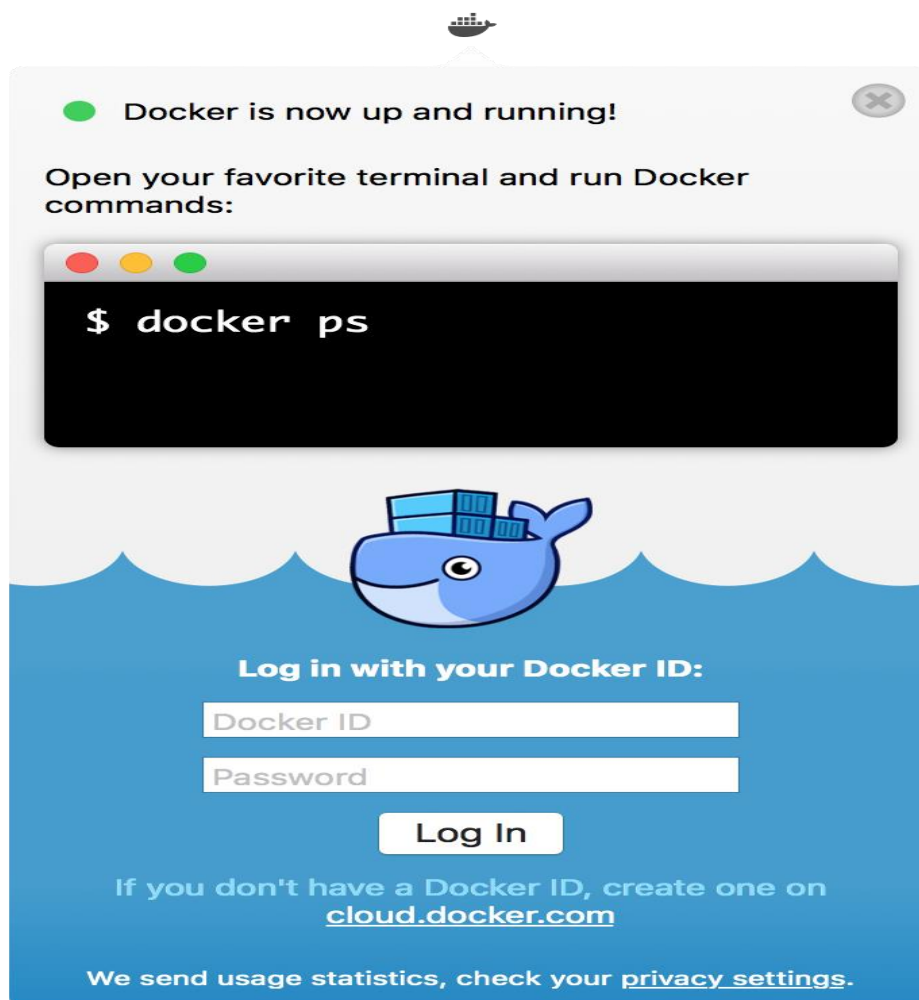 Docker is now up and running!
Open your favorite terminal and run Docker
commands:
$ docker ps
Log in with your Docker ID:
Docker ID
Password
Log In
If you don't have a Docker ID, create one on
cloud.docker.com
We send usage statistics, check your privacy settings.